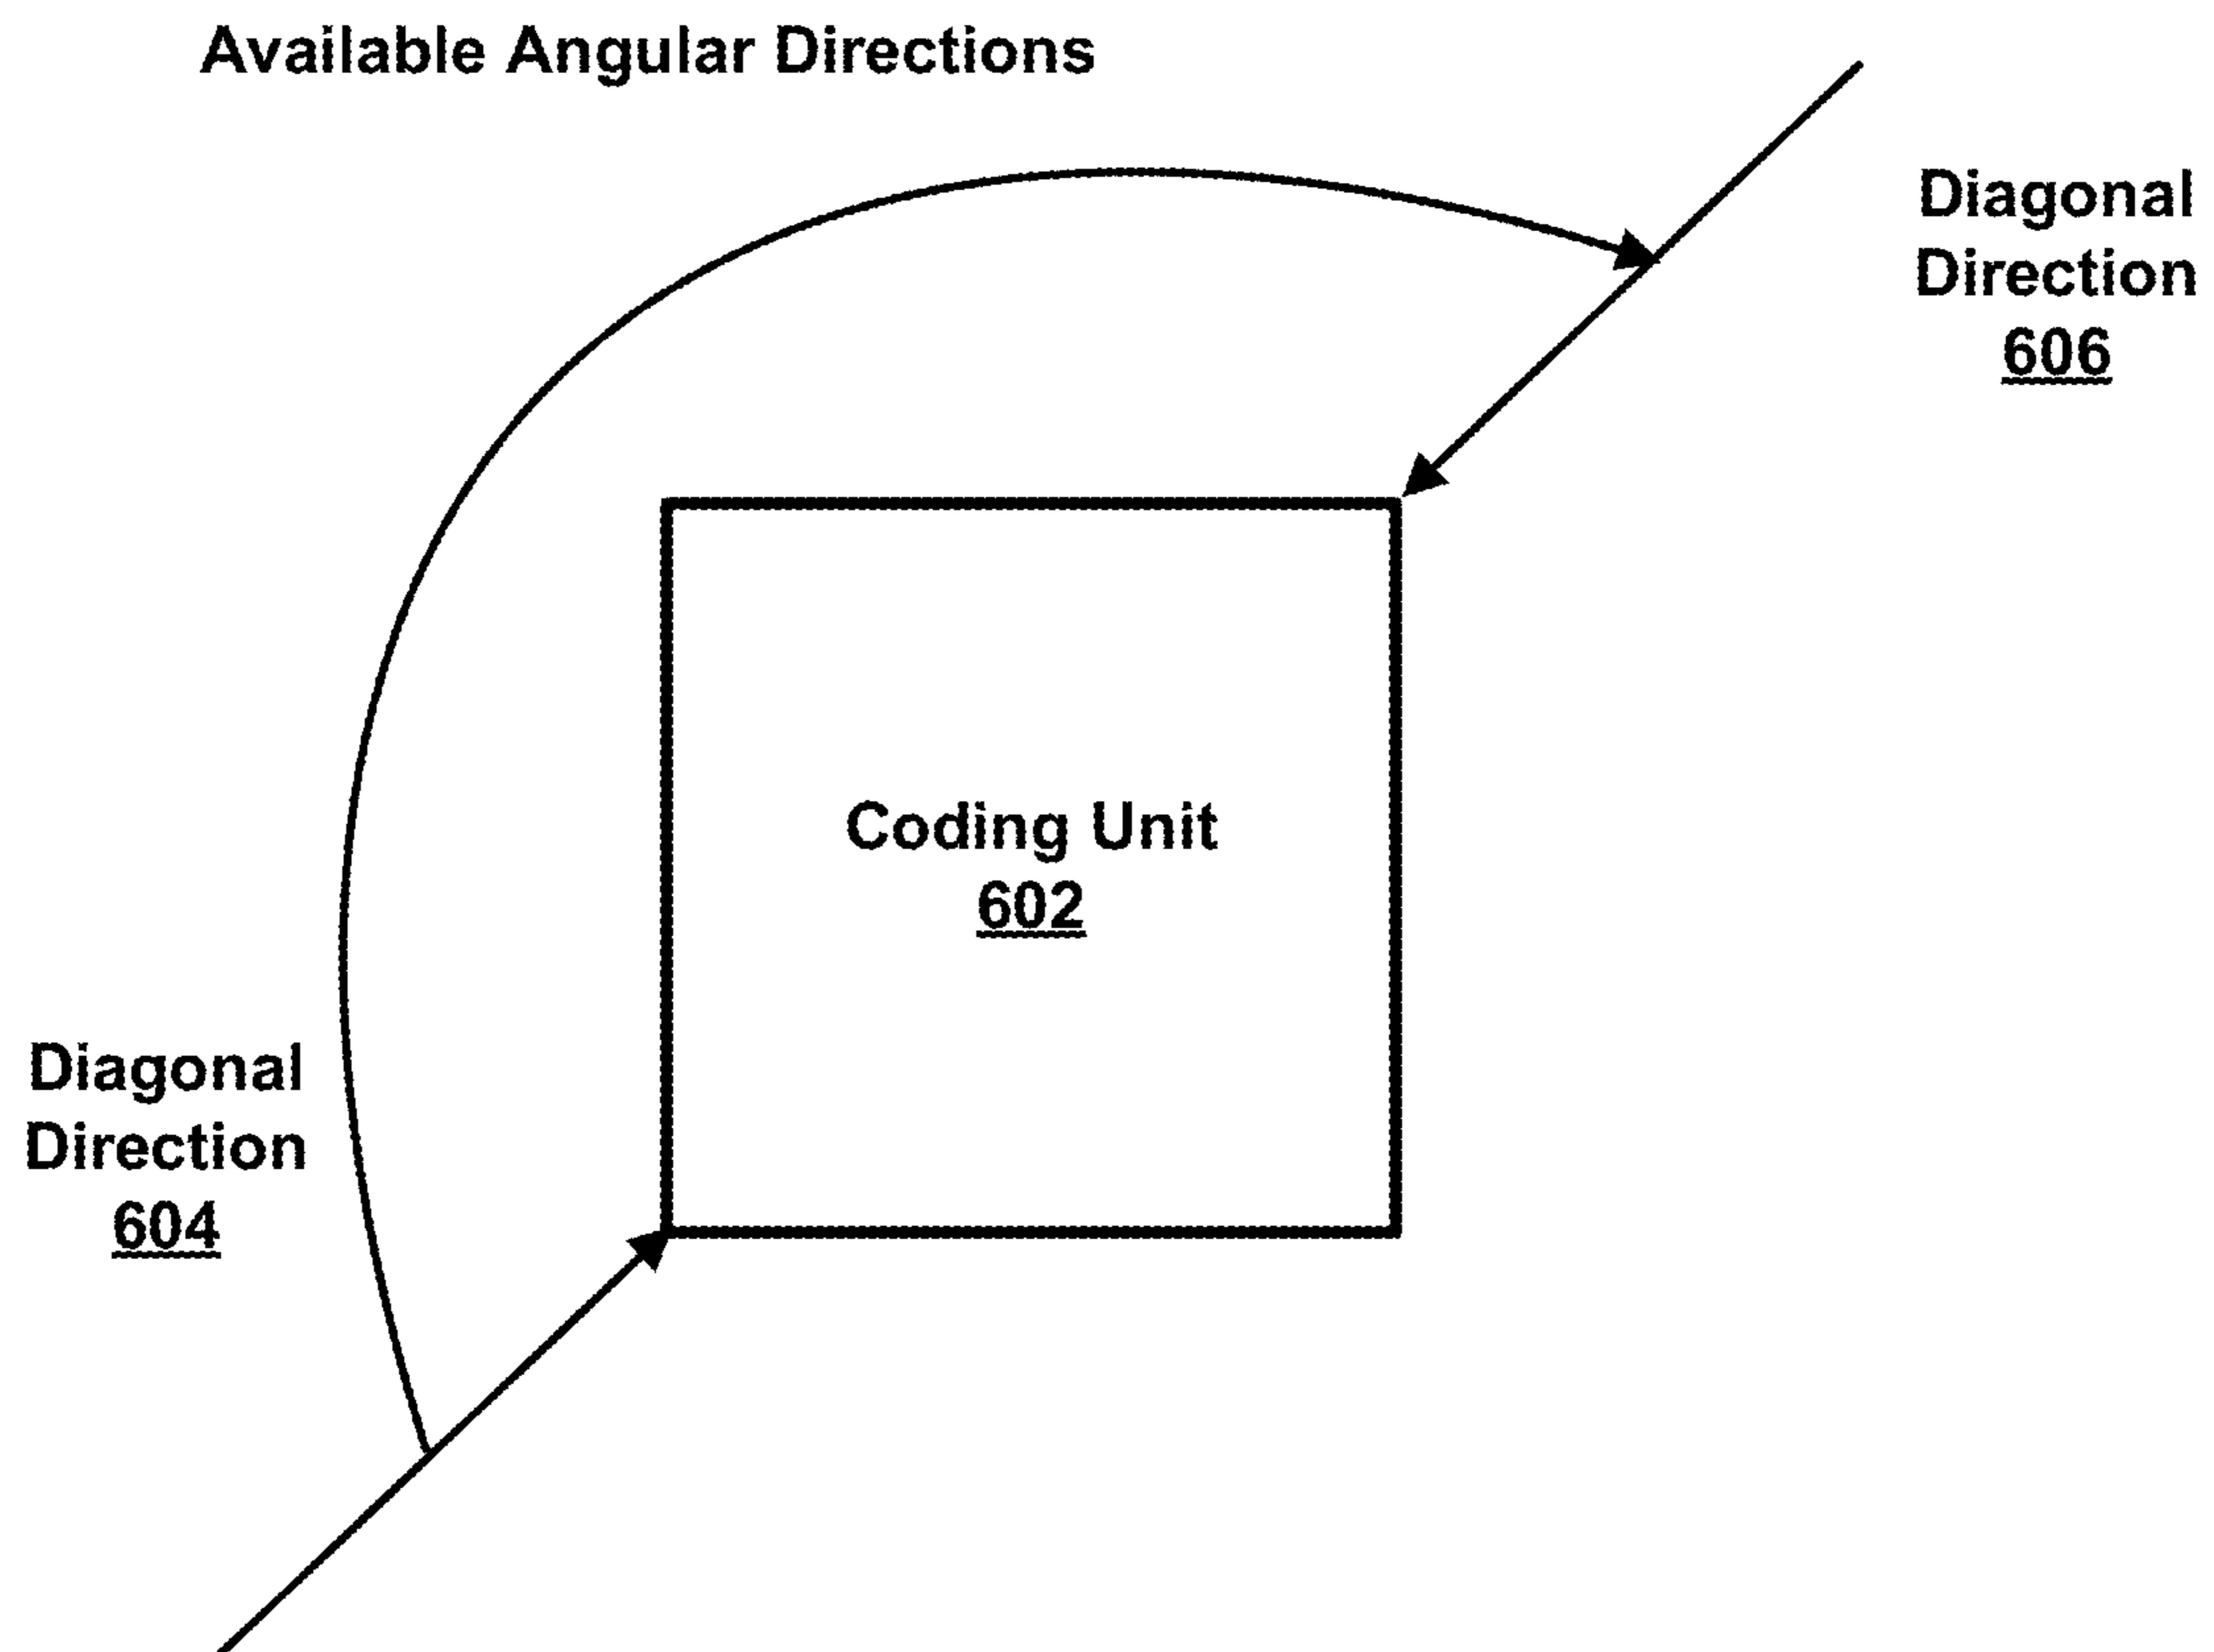 Available Angular Directions
Diagonal
Direction
606
Coding Unit
602
Diagonal
Direction
604